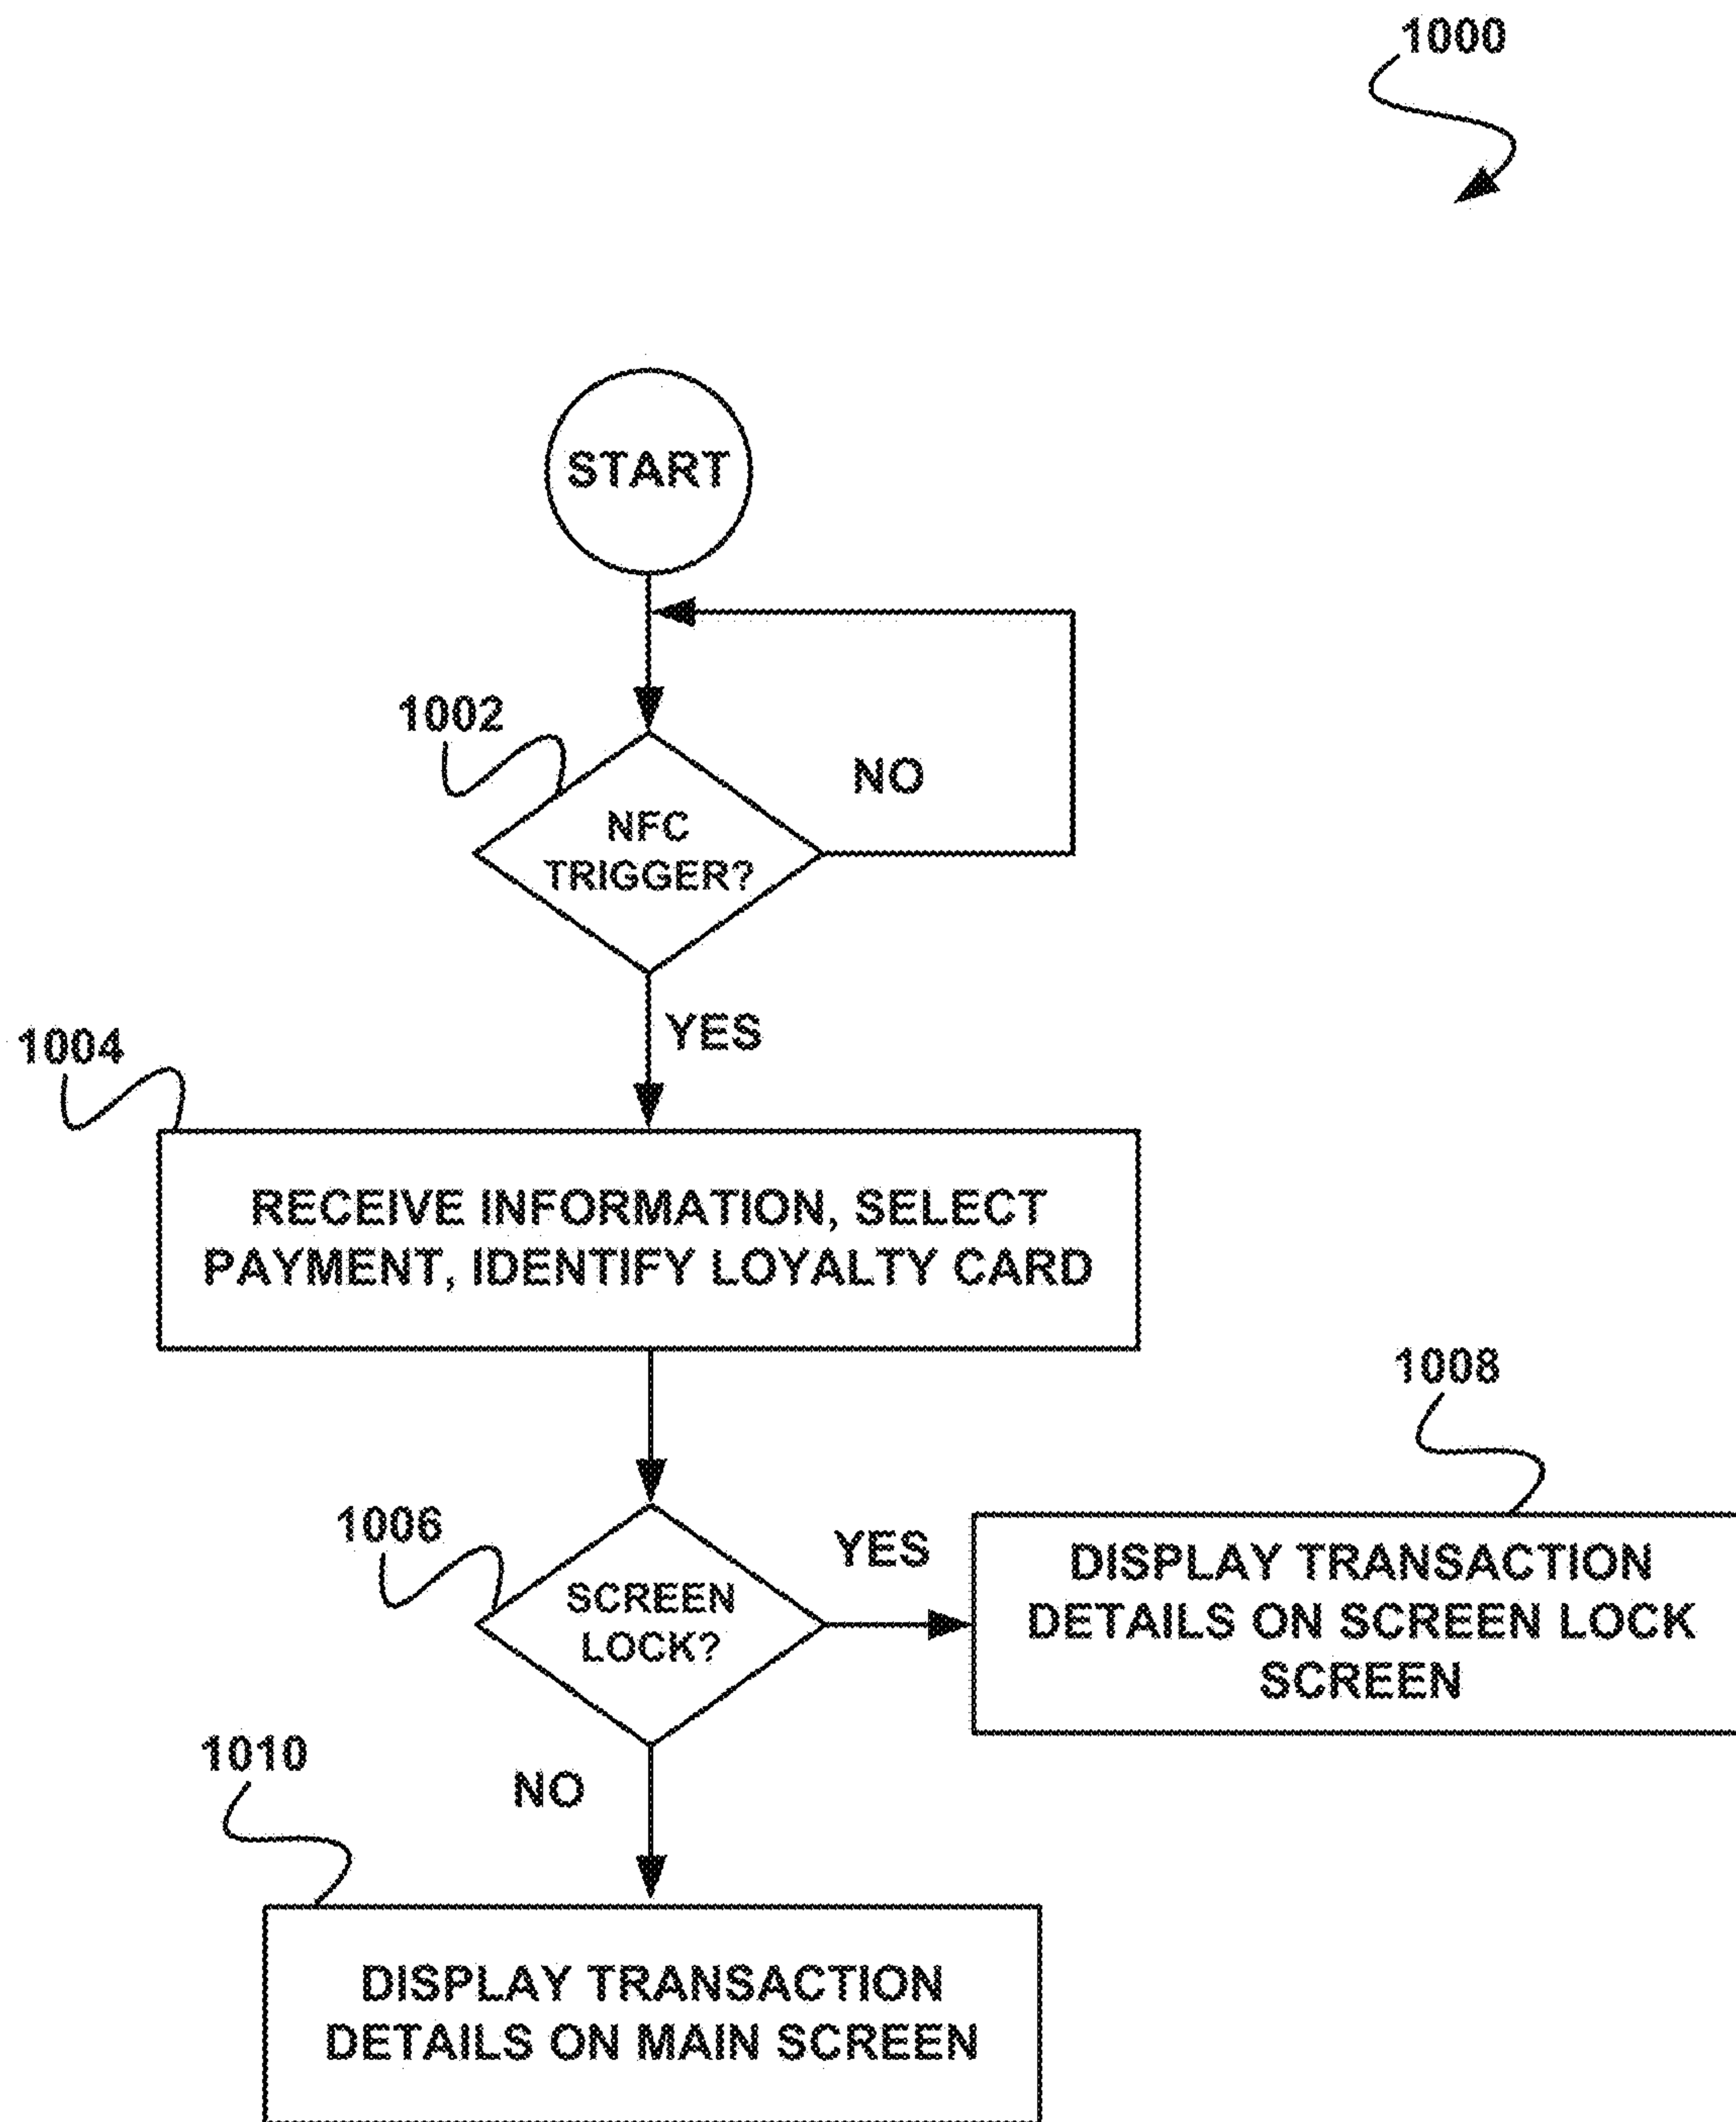 1000
START
1002
NO
NFC
TRIGGER?
YES
1004
RECEIVE INFORMATION, SELECT
PAYMENT, IDENTIFY LOYALTY CARD
1008
1006
YES
SCREEN
LOCK?
DISPLAY TRANSACTION
DETAILS ON SCREEN LOCK
SCREEN
1010
NO
DISPLAY TRANSACTION
DETAILS ON MAIN SCREEN